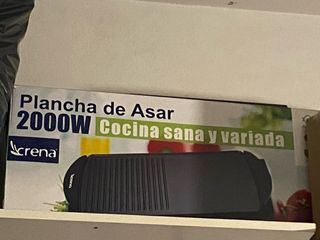 Plancha de Asar
2000W Cocina sana y variada
crena